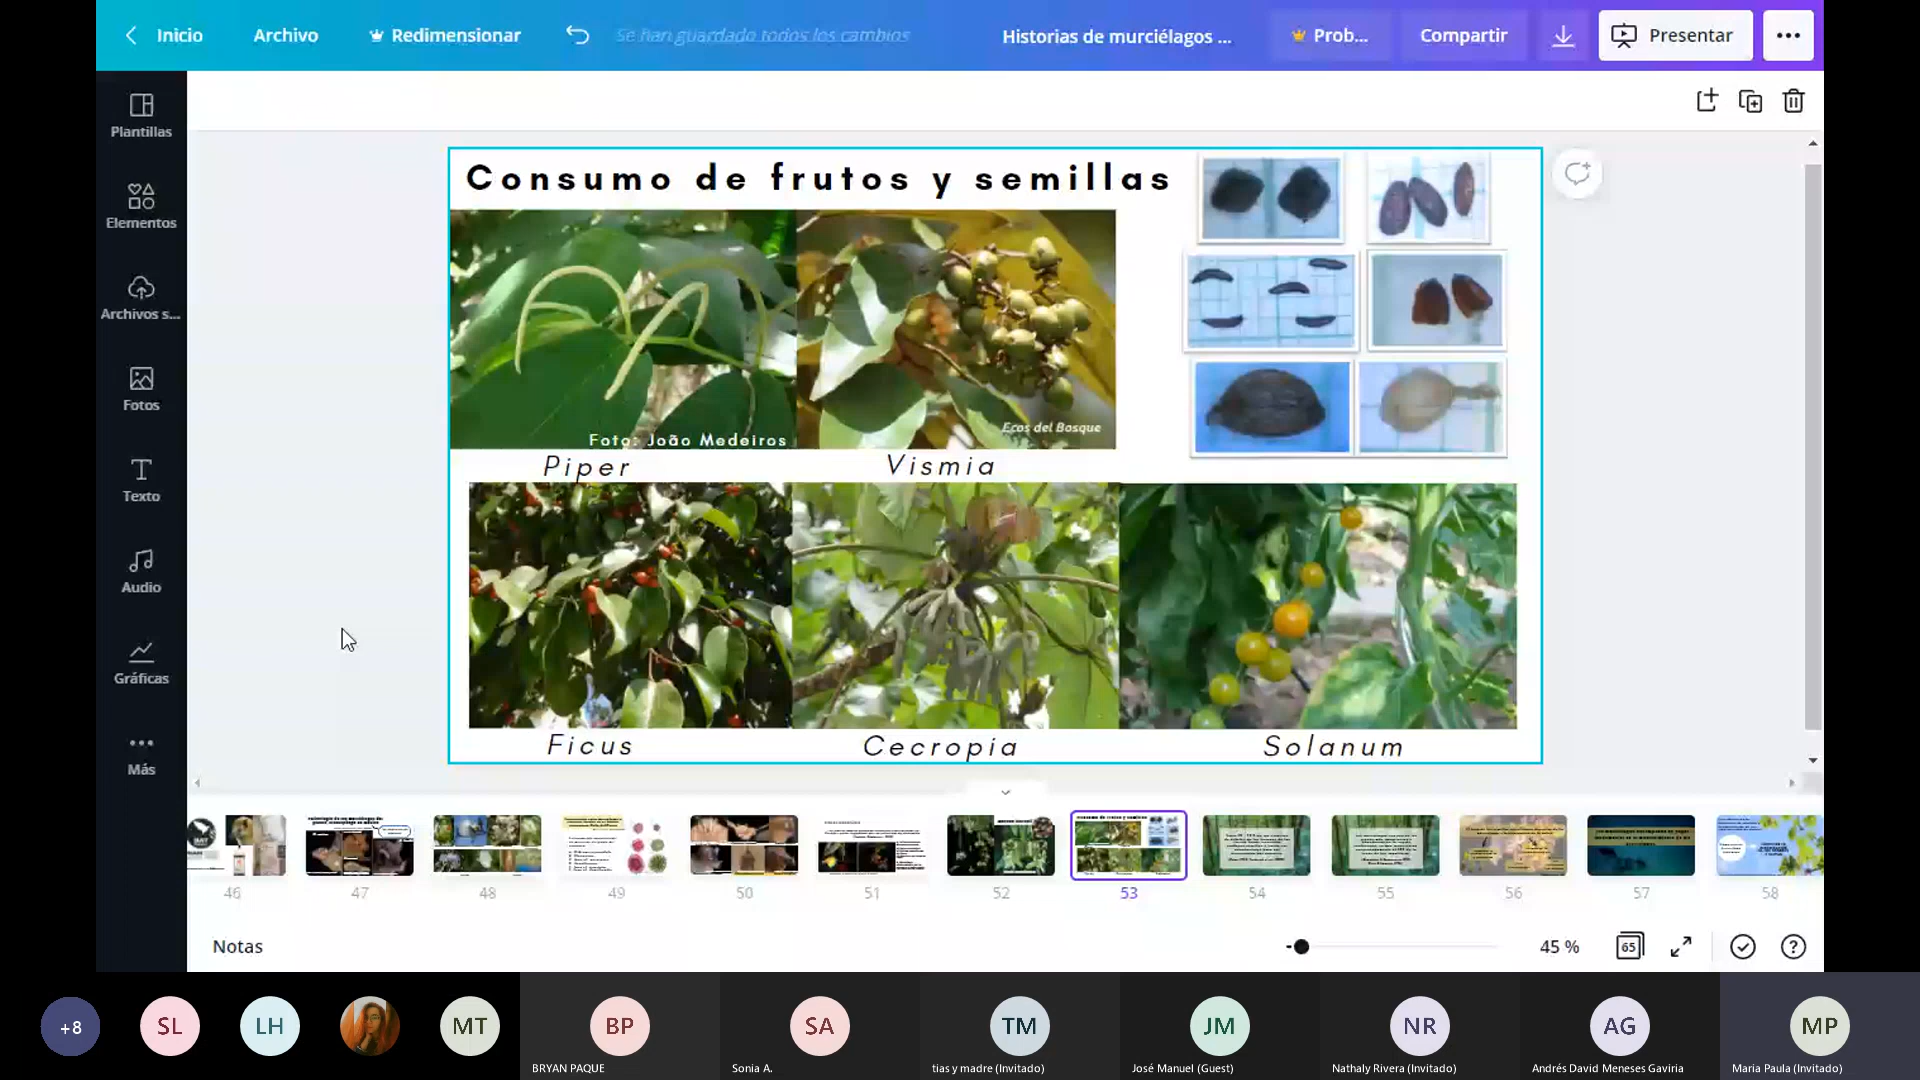 Inicio
Archivo
Redimensionar
Se han guardado todos los cambios
Historias de murciélagos ...
Prob...
Compartir
Presentar
Plantillas
Elementos
Archivos s...
Fotos
Texto
Audio
Gráficas
Más
Consumo de frutos y semillas
Foto: João Medeiros
Ecos del Bosque
Piper
Vismia
Ficus
Cecropia
Solanum
46
47
48
49
50
51
52
53
54
55
56
57
58
Notas
45 %
65
+8
SL
LH
MT
BP
SA
TM
JM
NR
AG
MP
BRYAN PAQUE
Sonia A.
tias y madre (Invitado)
José Manuel (Guest)
Nathaly Rivera (Invitado)
Andrés David Meneses Gaviria
Maria Paula (Invitado)